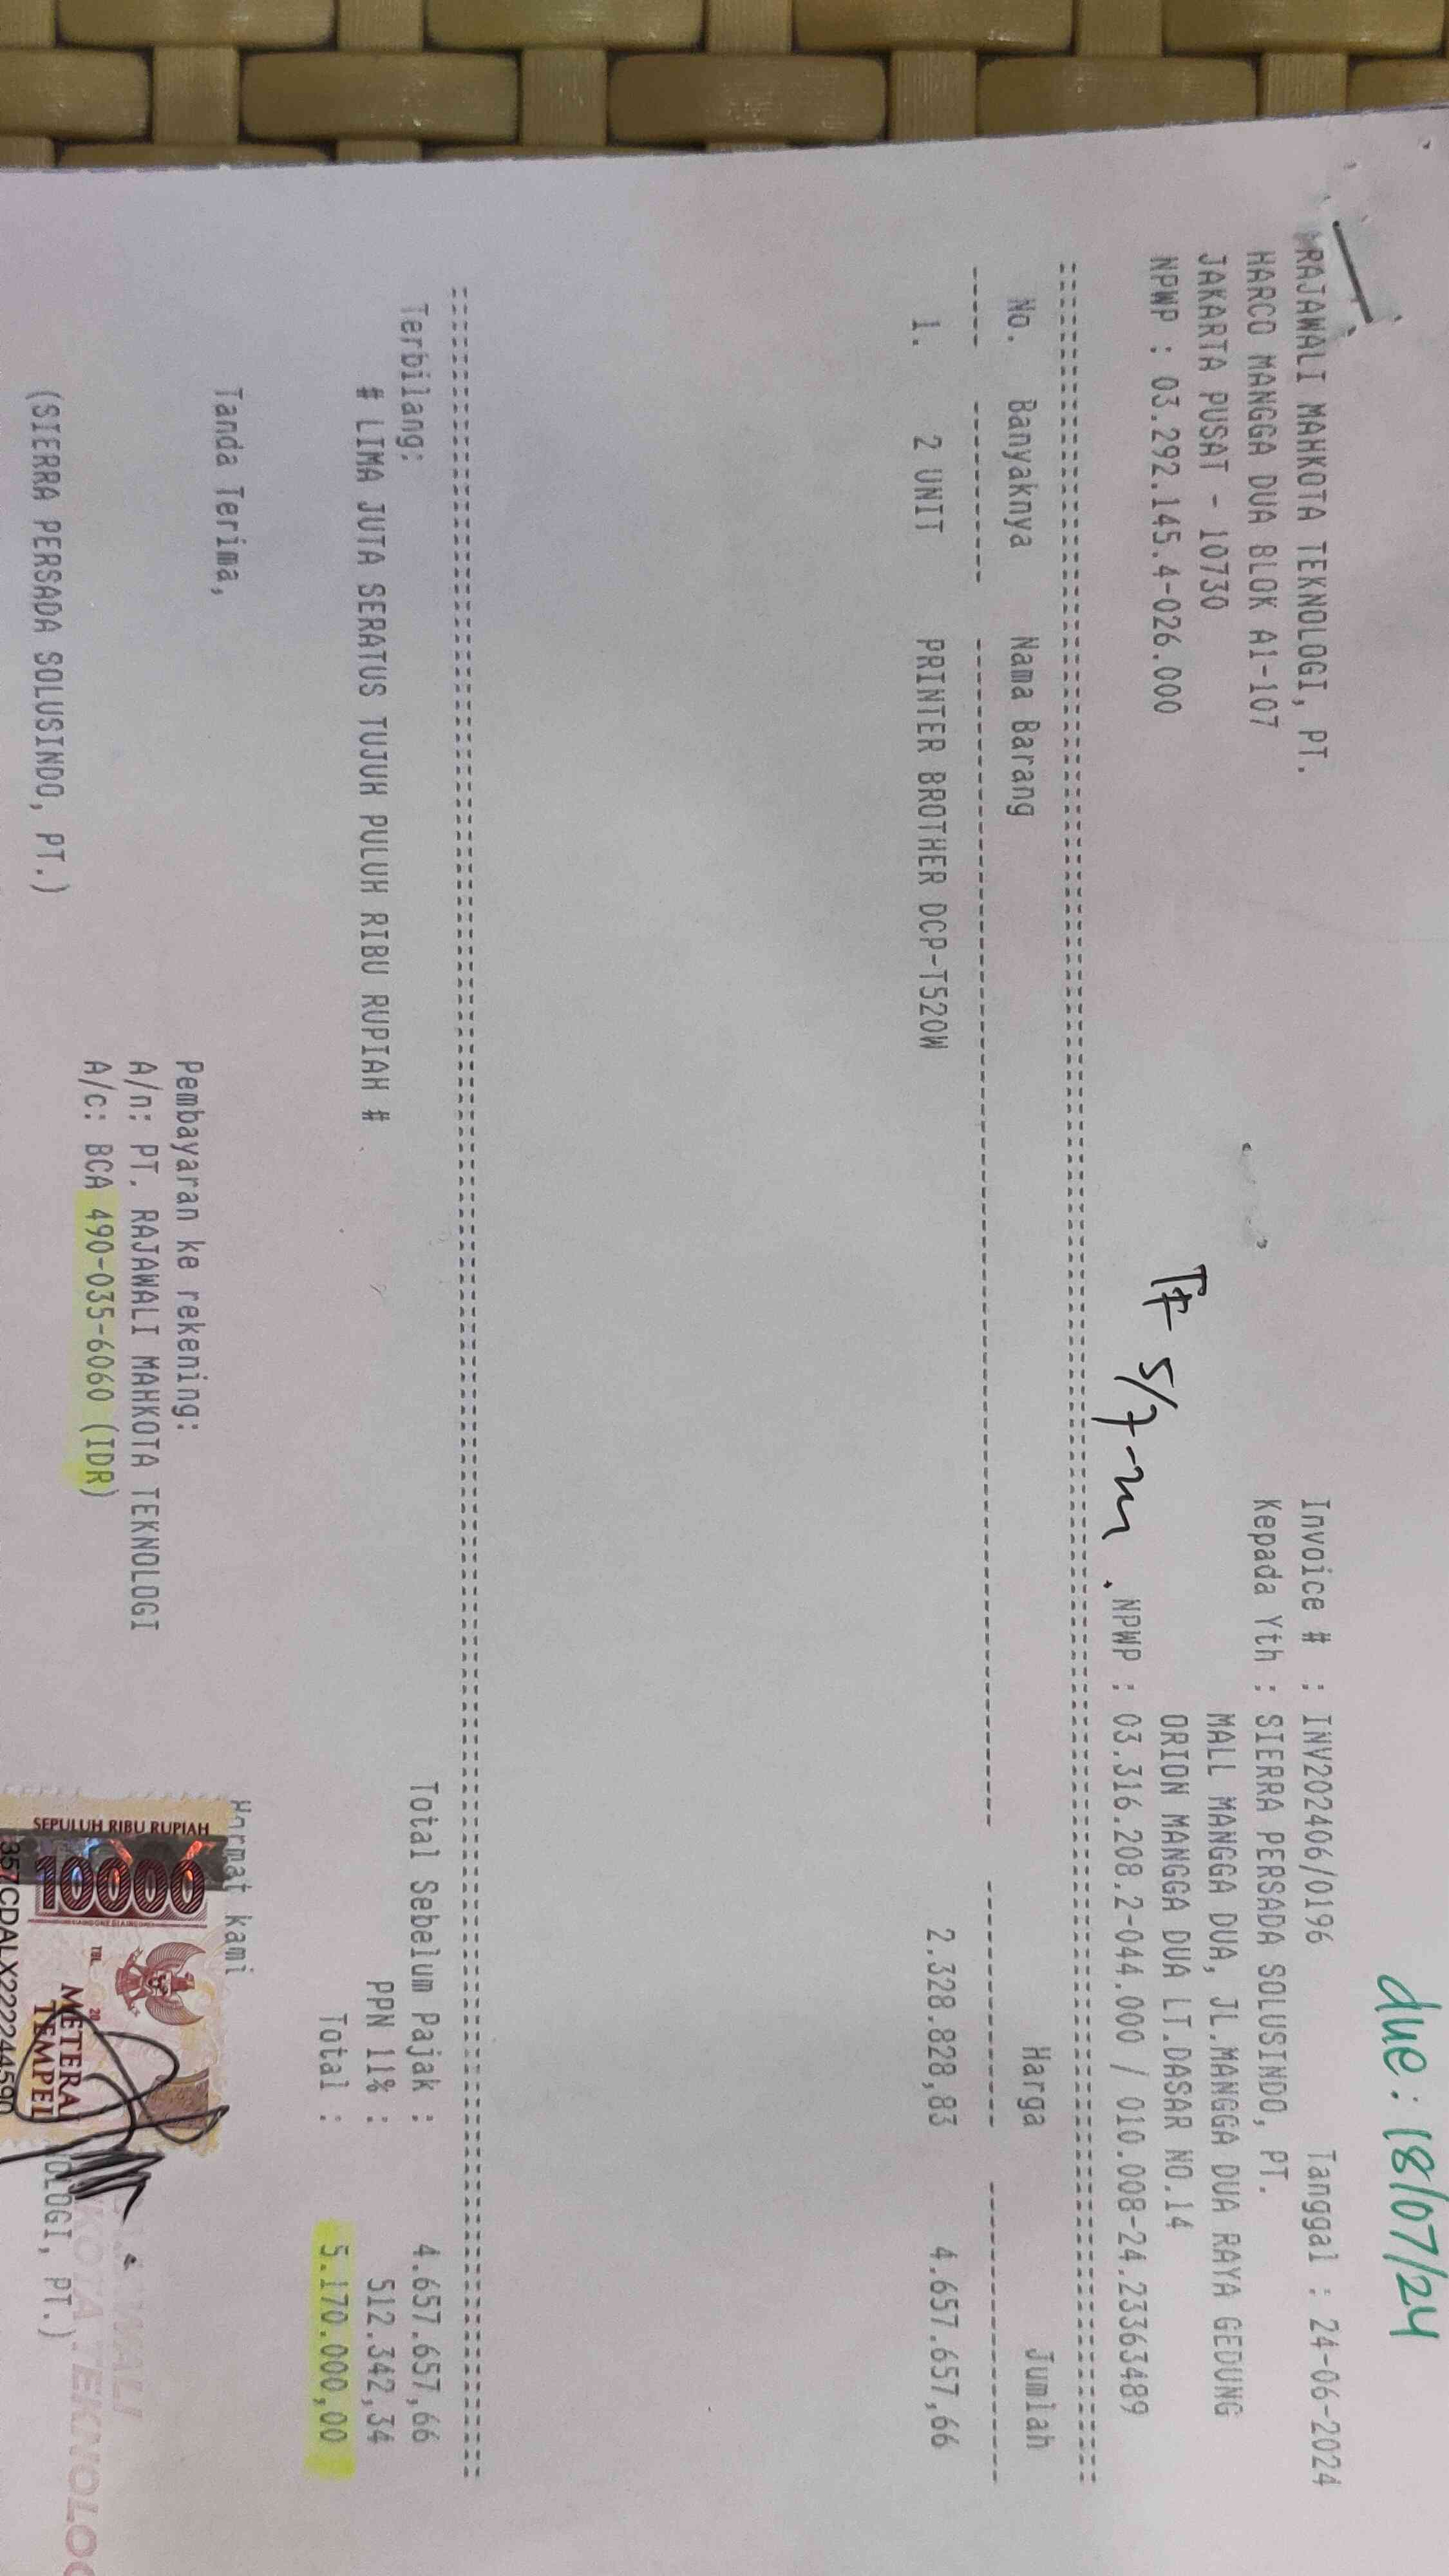 due : 18/07/24
RAJAWALI MAHKOTA TEKNOLOGI, PT.
HARCO MANGGA DUA BLOK A1-107
JAKARTA PUSAT - 10730
NPWP : 03.292.145.4-026.000
Invoice # : INV202406/0196 Tanggal : 24-06-2024
Kepada Yth : SIERRA PERSADA SOLUSINDO, PT.
MALL MANGGA DUA, JL.MANGGA DUA RAYA GEDUNG
ORION MANGGA DUA LT.DASAR NO.14
NPWP : 03.316.208.2-044.000 / 010.008-24.23363489
No. Banyaknya Nama Barang Harga Jumlah
1. 2 UNIT PRINTER BROTHER DCP-T520W 2.328.828,83 4.657.657,66
Terbilang:
# LIMA JUTA SERATUS TUJUH PULUH RIBU RUPIAH #
Total Sebelum Pajak : 4.657.657,66
PPN 11% : 512.342,34
Total : 5.170.000,00
Tanda Terima,
(SIERRA PERSADA SOLUSINDO, PT.)
Pembayaran ke rekening:
A/n: PT. RAJAWALI MAHKOTA TEKNOLOGI
A/c: BCA 490-035-6060 (IDR)
Hormat kami
SEPULUH RIBU RUPIAH
10000
TGL 20
METERAI
TEMPEL
OLOGI, PT.)